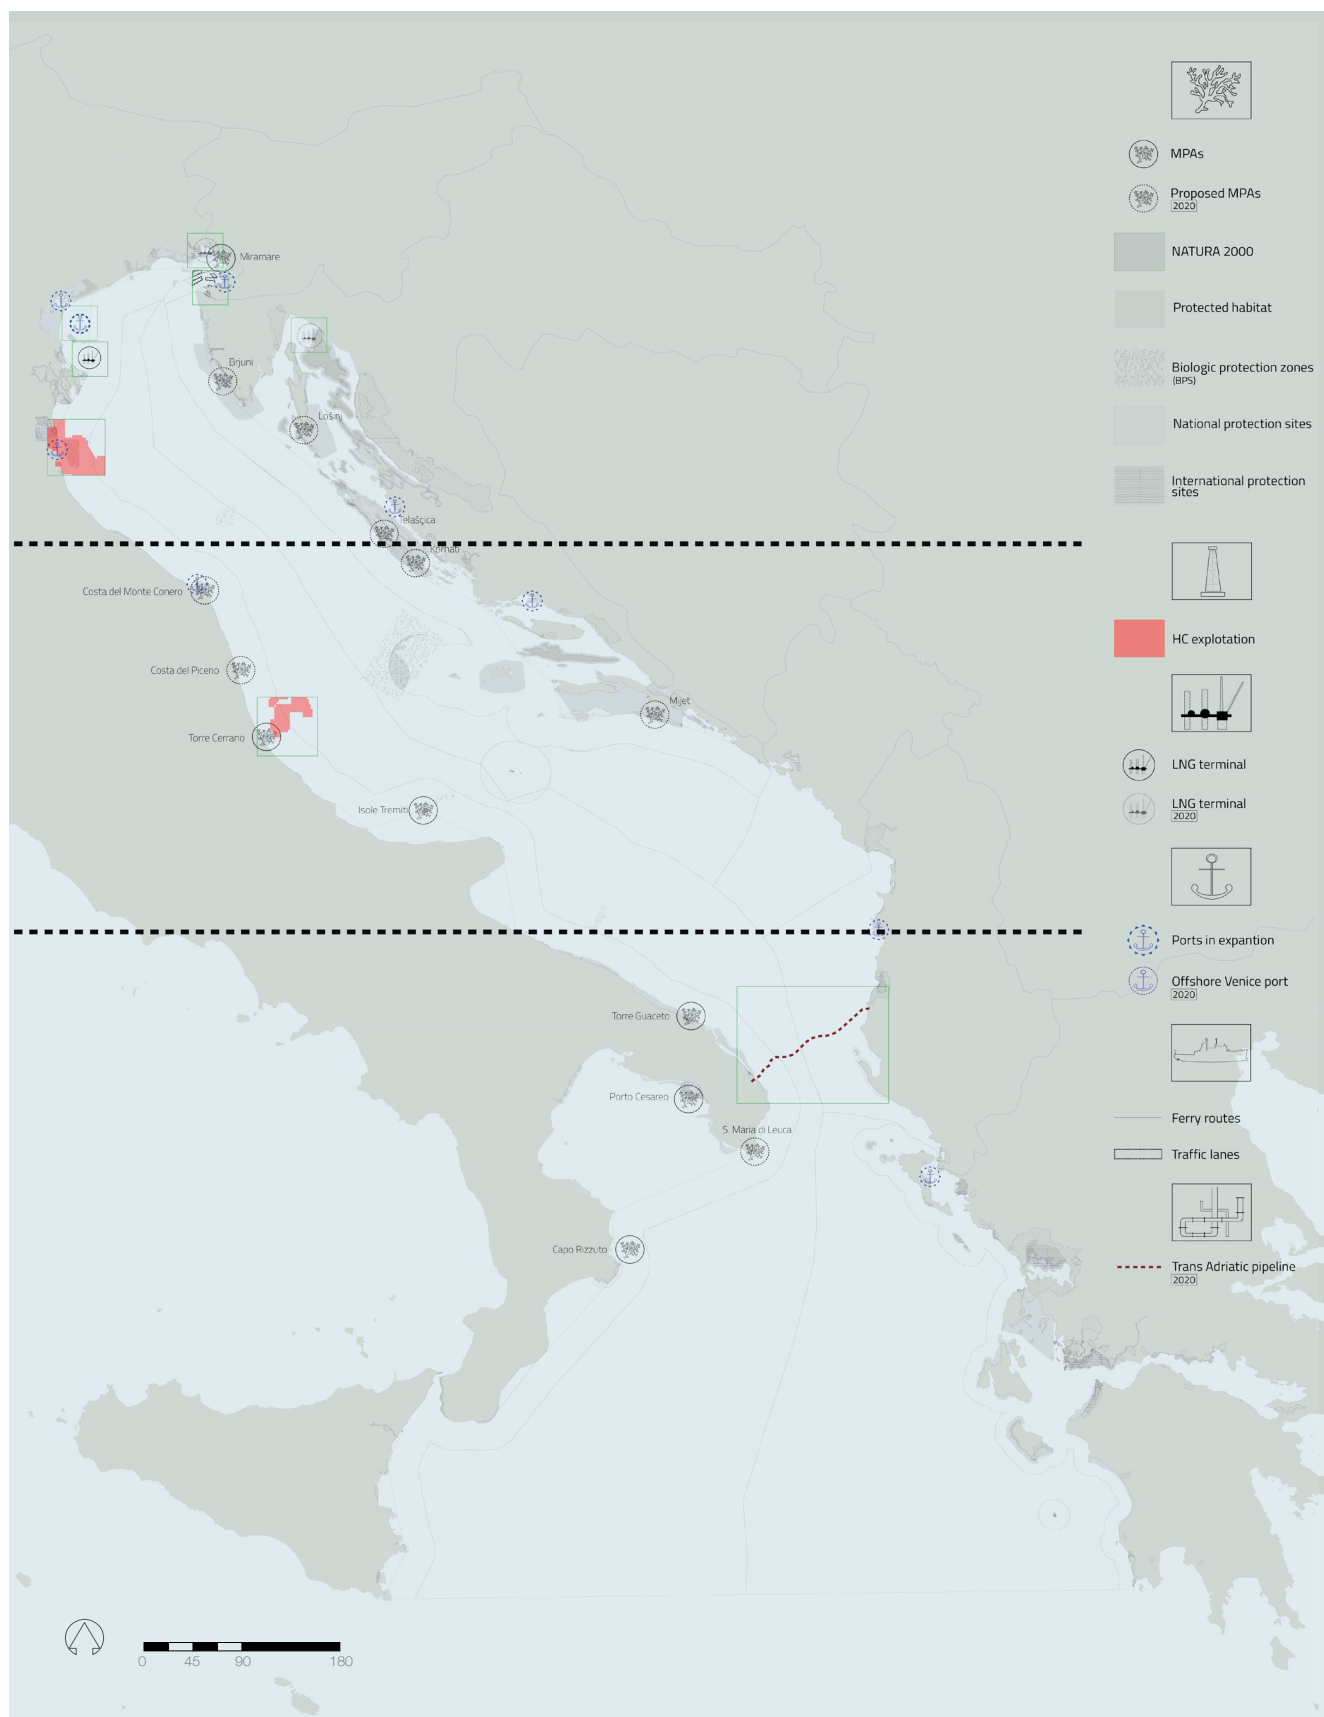 MPAs
Proposed MPAs
2020
NATURA 2000
Protected habitat
Biologic protection zones
(BPS)
National protection sites
International protection
sites
HC explotation
LNG terminal
LNG terminal
2020
Ports in expantion
Offshore Venice port
2020
Ferry routes
Traffic lanes
Trans Adriatic pipeline
2020
Miramare
Brjuni
Lošinj
elaščica
Kornati
Costa del Monte Conero
Costa del Piceno
Mljet
Torre Cerrano
Isole Tremiti
Torre Guaceto
Porto Cesareo
S. Maria di Leuca
Capo Rizzuto
0 45 90 180